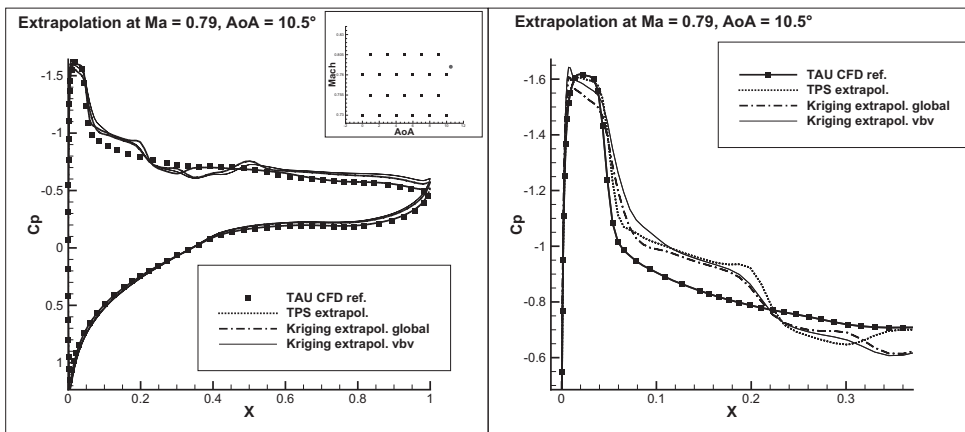 Extrapolation at Ma = 0.79, AoA = 10.5°
Mach
AoA
-1.5
-1
-0.5
0
0.5
1
Cp
TAU CFD ref.
TPS extrapol.
Kriging extrapol. global
Kriging extrapol. vbv
0 0.2 0.4 0.6 0.8 1
X
Extrapolation at Ma = 0.79, AoA = 10.5°
TAU CFD ref.
TPS extrapol.
Kriging extrapol. global
Kriging extrapol. vbv
-1.6
-1.4
-1.2
-1
-0.8
-0.6
Cp
0 0.1 0.2 0.3
X